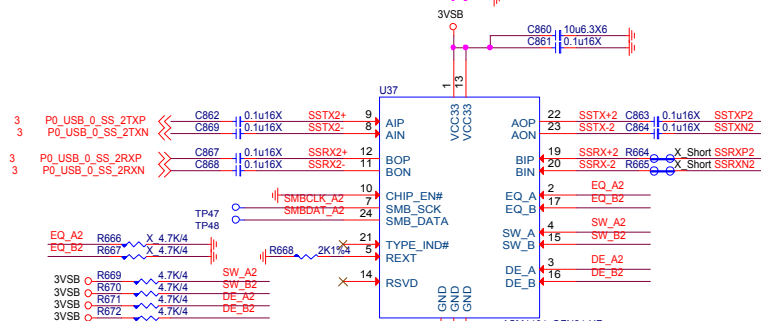 3VSB
C860 10u6.3X6
C861 0.1u16X
U37
1 13
VCC33 VCC33
3 P0_USB_0_SS_2TXP C862 0.1u16X SSTX2+ 9 AIP AOP 22 SSTX+2 C863 0.1u16X SSTXP2
3 P0_USB_0_SS_2TXN C869 0.1u16X SSTX2- 8 AIN AON 23 SSTX-2 C864 0.1u16X SSTXN2
3 P0_USB_0_SS_2RXP C867 0.1u16X SSRX2+ 12 BOP BIP 19 SSRX+2 R664 X_Short SSRXP2
3 P0_USB_0_SS_2RXN C868 0.1u16X SSRX2- 11 BON BIN 20 SSRX-2 R665 X_Short SSRXN2
10 CHIP_EN# EQ_A 2 EQ_A2
TP47 SMBCLK_A2 7 SMB_SCK EQ_B 17 EQ_B2
TP48 SMBDAT_A2 24 SMB_DATA
SW_A 4 SW_A2
EQ_A2 R666 X_4.7K/4 21 TYPE_IND# SW_B 15 SW_B2
EQ_B2 R667 X_4.7K/4 R668 2K1%4 5 REXT
DE_A 3 DE_A2
3VSB R669 4.7K/4 SW_A2 14 RSVD DE_B 16 DE_B2
3VSB R670 4.7K/4 SW_B2
3VSB R671 4.7K/4 DE_A2
3VSB R672 4.7K/4 DE_B2
GND GND GND